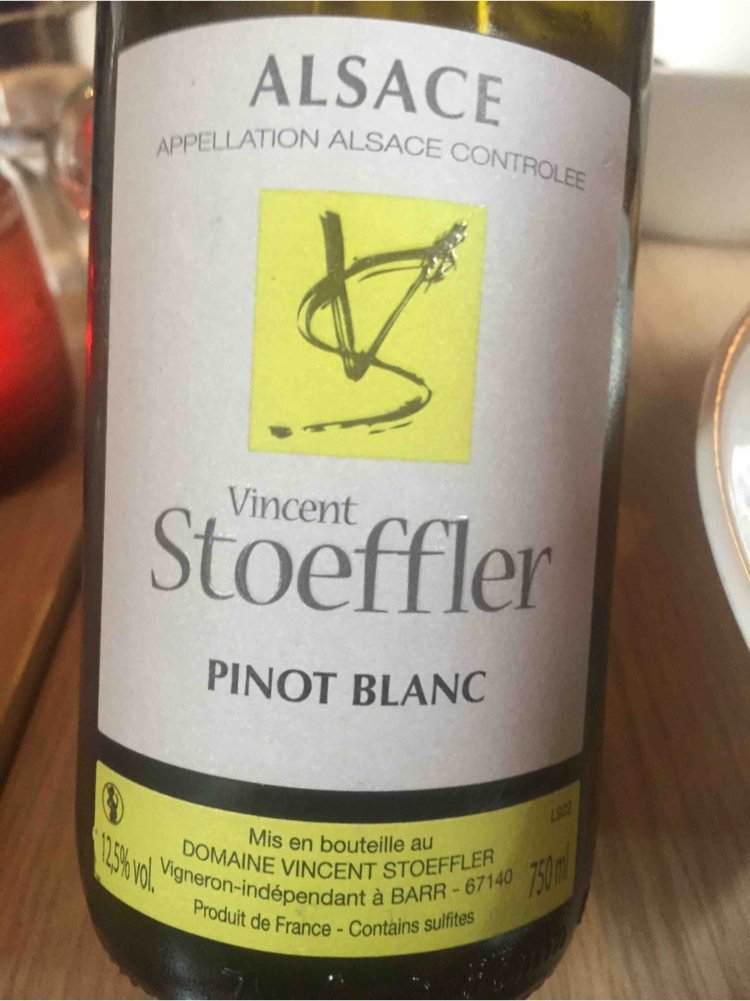 ALSACE
APPELLATION ALSACE CONTROLEE
Vincent
Stoeffler
PINOT BLANC
Mis en bouteille au
DOMAINE VINCENT STOEFFLER
Vigneron-indépendant à BARR - 67140
Produit de France - Contains sulfites
12,5% vol.
750 ml